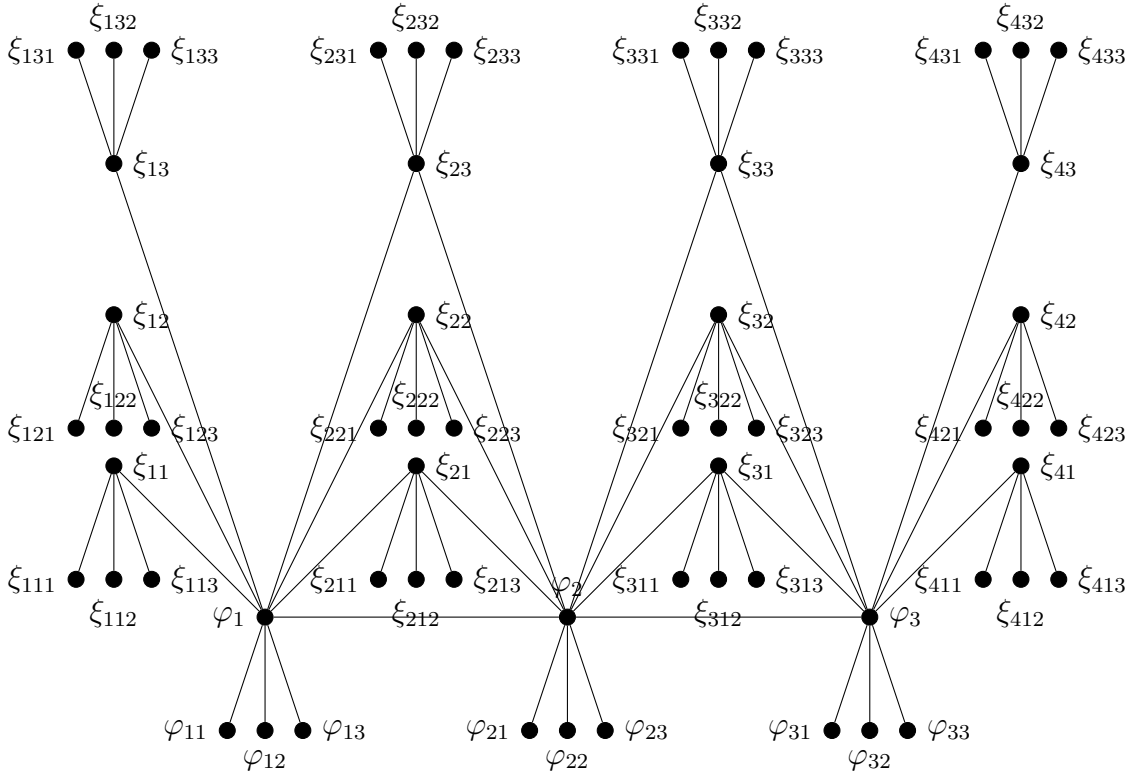 ξ₁₃₂ ξ₂₃₂ ξ₃₃₂ ξ₄₃₂
ξ₁₃₁ ξ₁₃₃ ξ₂₃₁ ξ₂₃₃ ξ₃₃₁ ξ₃₃₃ ξ₄₃₁ ξ₄₃₃
ξ₁₃ ξ₂₃ ξ₃₃ ξ₄₃
ξ₁₂ ξ₂₂ ξ₃₂ ξ₄₂
ξ₁₂₂ ξ₂₂₂ ξ₃₂₂ ξ₄₂₂
ξ₁₂₁ ξ₁₂₃ ξ₂₂₁ ξ₂₂₃ ξ₃₂₁ ξ₃₂₃ ξ₄₂₁ ξ₄₂₃
ξ₁₁ ξ₂₁ ξ₃₁ ξ₄₁
ξ₁₁₁ ξ₁₁₃ ξ₂₁₁ ξ₂₁₃ φ₂ ξ₃₁₁ ξ₃₁₃ ξ₄₁₁ ξ₄₁₃
ξ₁₁₂ φ₁ ξ₂₁₂ ξ₃₁₂ φ₃ ξ₄₁₂
φ₁₁ φ₁₃ φ₂₁ φ₂₃ φ₃₁ φ₃₃
φ₁₂ φ₂₂ φ₃₂